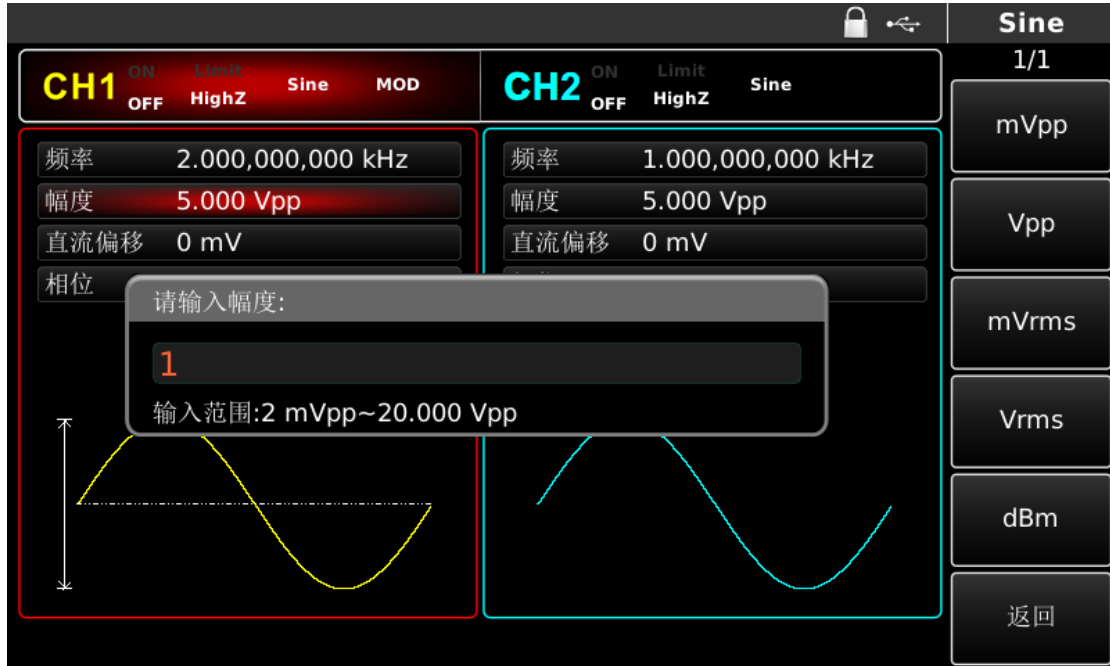 Sine
1/1
CH1 ON Limit Sine MOD
OFF HighZ
CH2 ON Limit Sine
OFF HighZ
频率 2.000,000,000 kHz
幅度 5.000 Vpp
直流偏移 0 mV
相位
频率 1.000,000,000 kHz
幅度 5.000 Vpp
直流偏移 0 mV
请输入幅度:
1
输入范围:2 mVpp~20.000 Vpp
mVpp
Vpp
mVrms
Vrms
dBm
返回